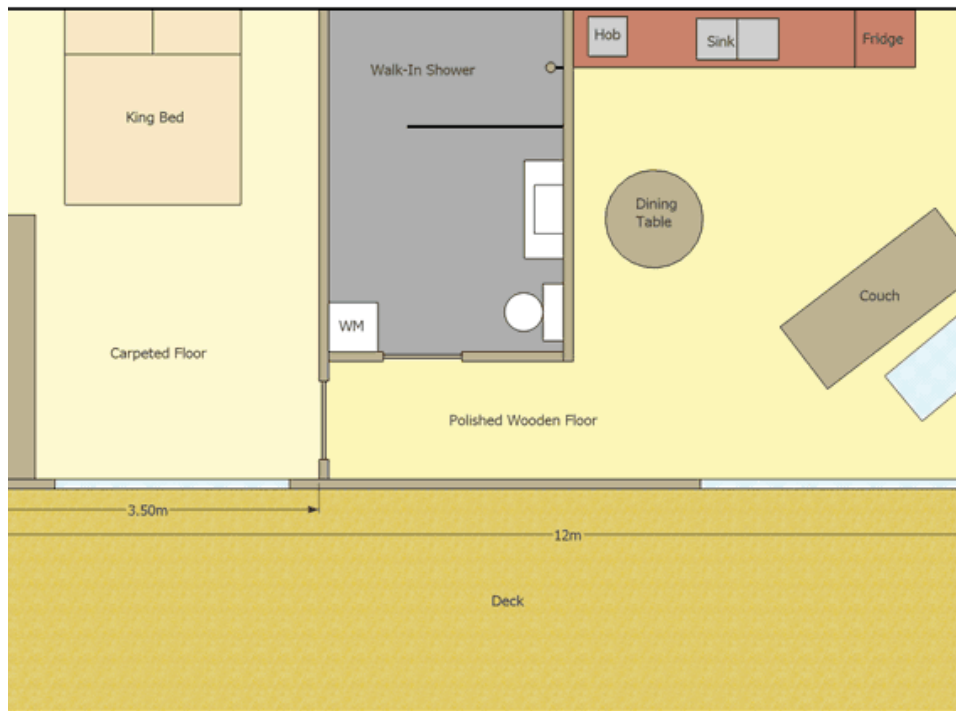 Hob
Sink
Fridge
Walk-In Shower
King Bed
Dining
Table
Couch
WM
Carpeted Floor
Polished Wooden Floor
3.50m
12m
Deck